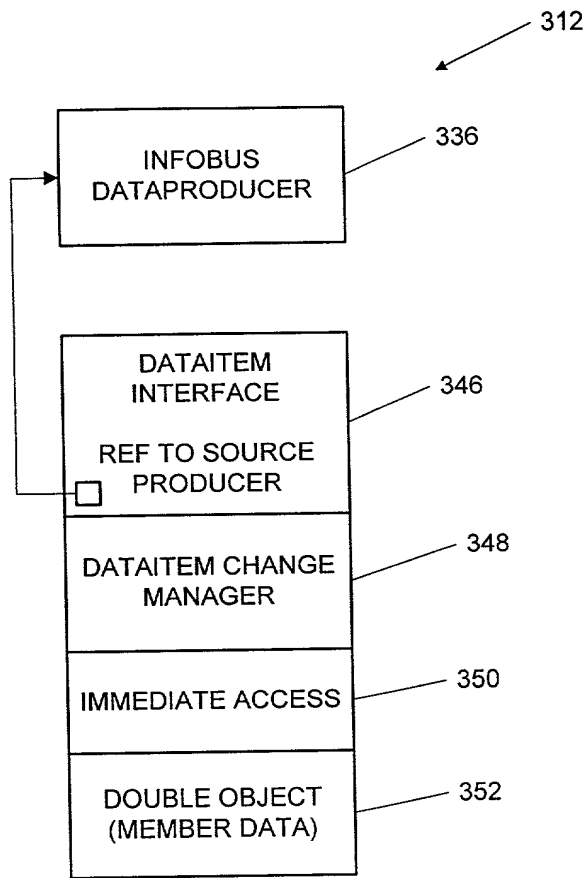 312
INFOBUS
DATAPRODUCER
336
DATAITEM
INTERFACE
346
REF TO SOURCE
PRODUCER
DATAITEM CHANGE
MANAGER
348
IMMEDIATE ACCESS
350
DOUBLE OBJECT
(MEMBER DATA)
352